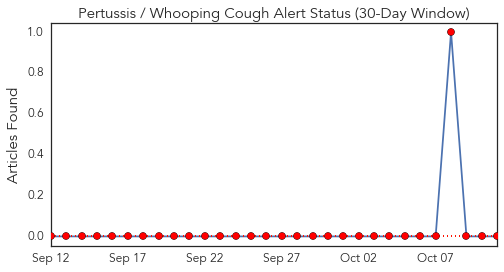 Pertussis / Whooping Cough Alert Status (30-Day Window)
Articles Found
1.0
0.8
0.6
0.4
0.2
0.0
Sep 12 Sep 17 Sep 22 Sep 27 Oct 02 Oct 07